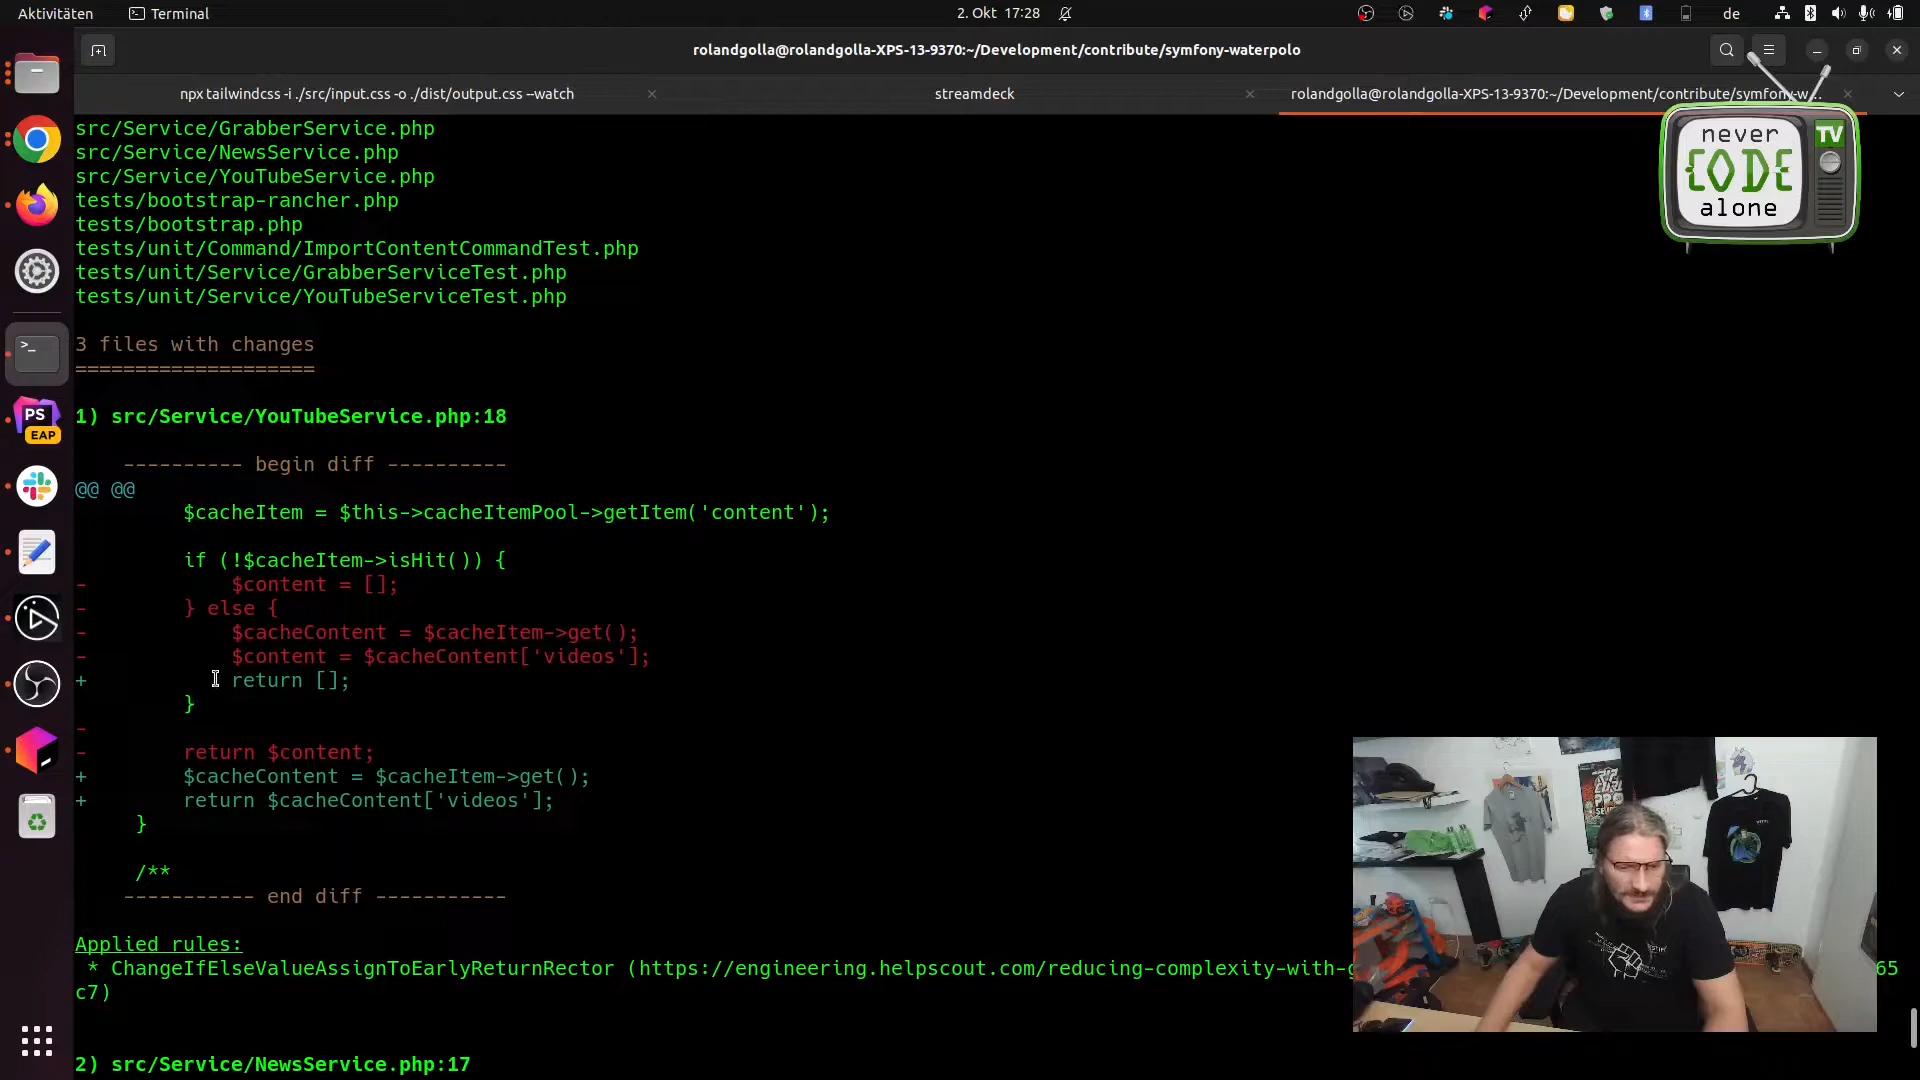 Aktivitäten
Terminal
2. Okt 17:28
de
rolandgolla@rolandgolla-XPS-13-9370:~/Development/contribute/symfony-waterpolo
npx tailwindcss -i ./src/input.css -o ./dist/output.css --watch
streamdeck
rolandgolla@rolandgolla-XPS-13-9370:~/Development/contribute/symfony-w...
never
CODE
alone
TV
src/Service/GrabberService.php
src/Service/NewsService.php
src/Service/YouTubeService.php
tests/bootstrap-rancher.php
tests/bootstrap.php
tests/unit/Command/ImportContentCommandTest.php
tests/unit/Service/GrabberServiceTest.php
tests/unit/Service/YouTubeServiceTest.php
3 files with changes
====================
1) src/Service/YouTubeService.php:18
---------- begin diff ----------
@@ @@
$cacheItem = $this->cacheItemPool->getItem('content');
if (!$cacheItem->isHit()) {
- $content = [];
- } else {
- $cacheContent = $cacheItem->get();
- $content = $cacheContent['videos'];
+ return [];
}
-
- return $content;
+ $cacheContent = $cacheItem->get();
+ return $cacheContent['videos'];
}
/**
----------- end diff -----------
Applied rules:
* ChangeIfElseValueAssignToEarlyReturnRector (https://engineering.helpscout.com/reducing-complexity-with-g
65
c7)
2) src/Service/NewsService.php:17
PS
EAP